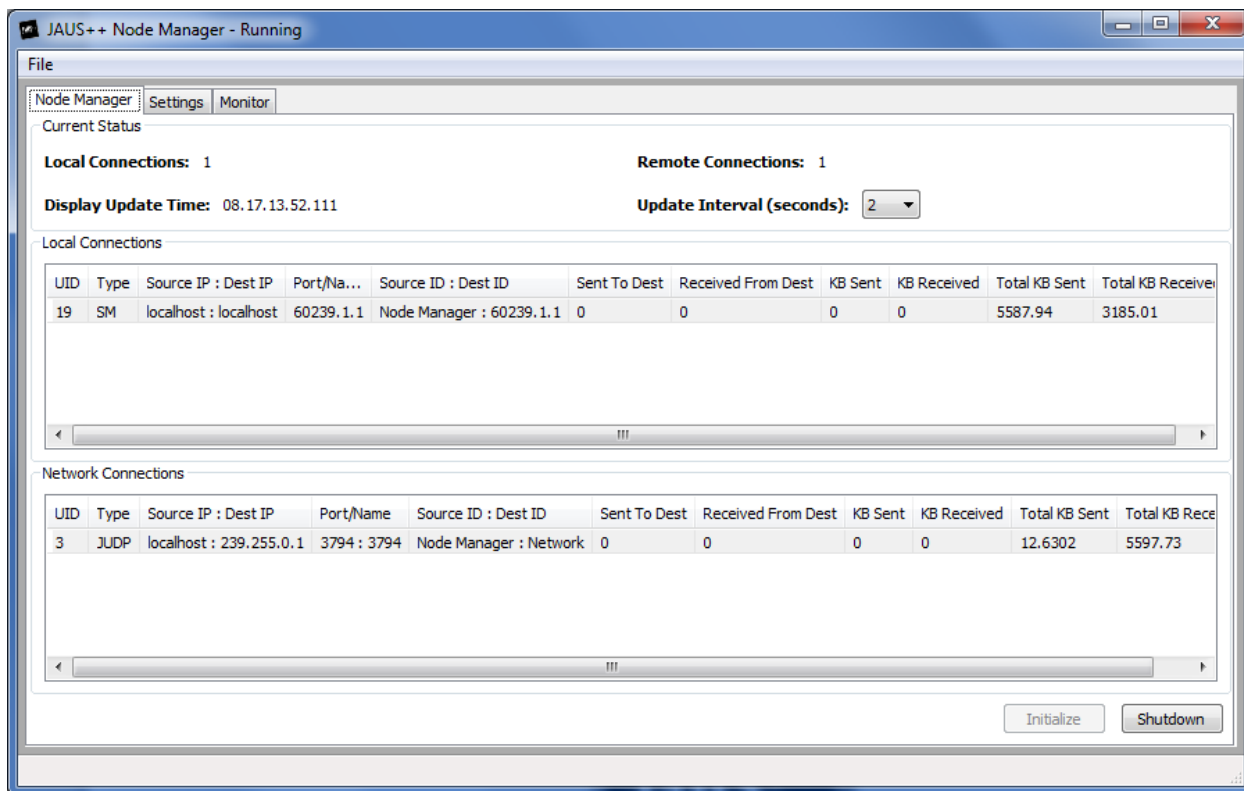 JAUS++ Node Manager - Running
File
Node Manager Settings Monitor
Current Status
Local Connections: 1 Remote Connections: 1
Display Update Time: 08.17.13.52.111 Update Interval (seconds): 2
Local Connections
UID Type Source IP : Dest IP Port/Na... Source ID : Dest ID Sent To Dest Received From Dest KB Sent KB Received Total KB Sent Total KB Receive
19 SM localhost : localhost 60239.1.1 Node Manager : 60239.1.1 0 0 0 0 5587.94 3185.01
Network Connections
UID Type Source IP : Dest IP Port/Name Source ID : Dest ID Sent To Dest Received From Dest KB Sent KB Received Total KB Sent Total KB Rece
3 JUDP localhost : 239.255.0.1 3794 : 3794 Node Manager : Network 0 0 0 0 12.6302 5597.73
Initialize Shutdown